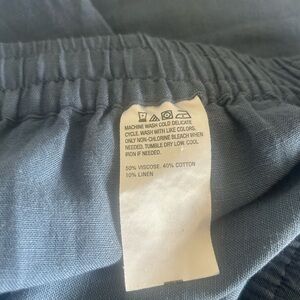 MACHINE WASH COLD DELICATE
CYCLE. WASH WITH LIKE COLORS.
ONLY NON-CHLORINE BLEACH WHEN
NEEDED, TUMBLE DRY LOW. COOL
IRON IF NEEDED.
50% VISCOSE. 40% COTTON
10% LINEN